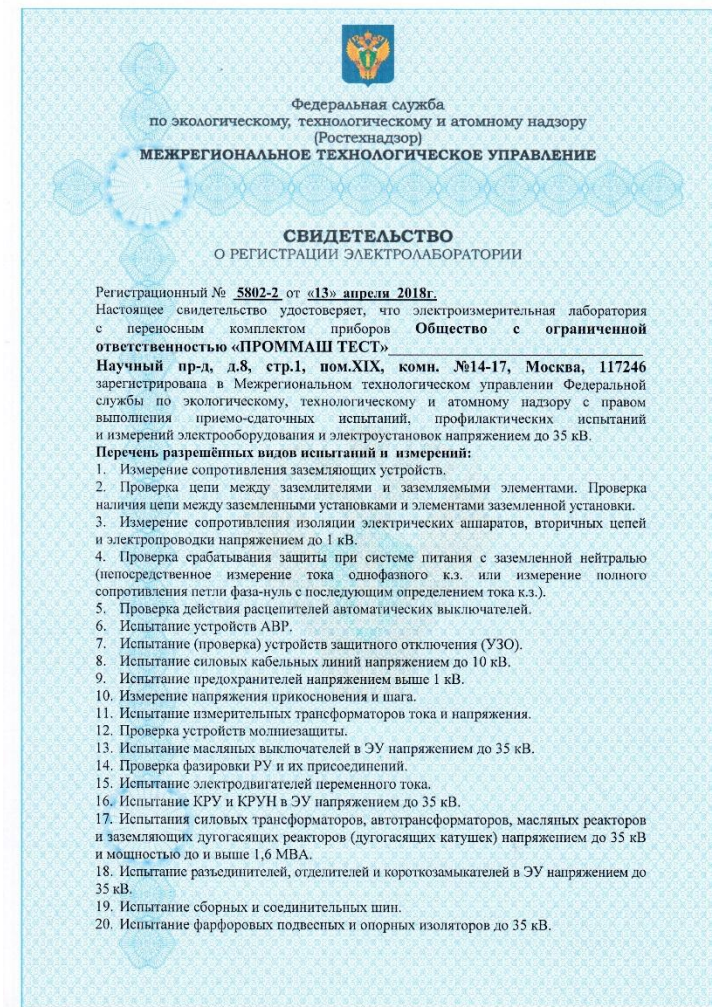 Федеральная служба
по экологическому, технологическому и атомному надзору
(Ростехнадзор)
МЕЖРЕГИОНАЛЬНОЕ ТЕХНОЛОГИЧЕСКОЕ УПРАВЛЕНИЕ
СВИДЕТЕЛЬСТВО
О РЕГИСТРАЦИИ ЭЛЕКТРОЛАБОРАТОРИИ
Регистрационный № 5802-2 от «13» апреля 2018г.
Настоящее свидетельство удостоверяет, что электроизмерительная лаборатория
с переносным комплектом приборов Общество с ограниченной
ответственностью «ПРОММАШ ТЕСТ»
Научный пр-д, д.8, стр.1, пом.XIX, комн. №14-17, Москва, 117246
зарегистрирована в Межрегиональном технологическом управлении Федеральной
службы по экологическому, технологическому и атомному надзору с правом
выполнения приемо-сдаточных испытаний, профилактических испытаний
и измерений электрооборудования и электроустановок напряжением до 35 кВ.
Перечень разрешённых видов испытаний и измерений:
1. Измерение сопротивления заземляющих устройств.
2. Проверка цепи между заземлителями и заземляемыми элементами. Проверка
наличия цепи между заземленными установками и элементами заземленной установки.
3. Измерение сопротивления изоляции электрических аппаратов, вторичных цепей
и электропроводки напряжением до 1 кВ.
4. Проверка срабатывания защиты при системе питания с заземленной нейтралью
(непосредственное измерение тока однофазного к.з. или измерение полного
сопротивления петли фаза-нуль с последующим определением тока к.з.).
5. Проверка действия расцепителей автоматических выключателей.
6. Испытание устройств АВР.
7. Испытание (проверка) устройств защитного отключения (УЗО).
8. Испытание силовых кабельных линий напряжением до 10 кВ.
9. Испытание предохранителей напряжением выше 1 кВ.
10. Измерение напряжения прикосновения и шага.
11. Испытание измерительных трансформаторов тока и напряжения.
12. Проверка устройств молниезащиты.
13. Испытание масляных выключателей в ЭУ напряжением до 35 кВ.
14. Проверка фазировки РУ и их присоединений.
15. Испытание электродвигателей переменного тока.
16. Испытание КРУ и КРУН в ЭУ напряжением до 35 кВ.
17. Испытания силовых трансформаторов, автотрансформаторов, масляных реакторов
и заземляющих дугогасящих реакторов (дугогасящих катушек) напряжением до 35 кВ
и мощностью до и выше 1,6 МВА.
18. Испытание разъединителей, отделителей и короткозамыкателей в ЭУ напряжением до
35 кВ.
19. Испытание сборных и соединительных шин.
20. Испытание фарфоровых подвесных и опорных изоляторов до 35 кВ.